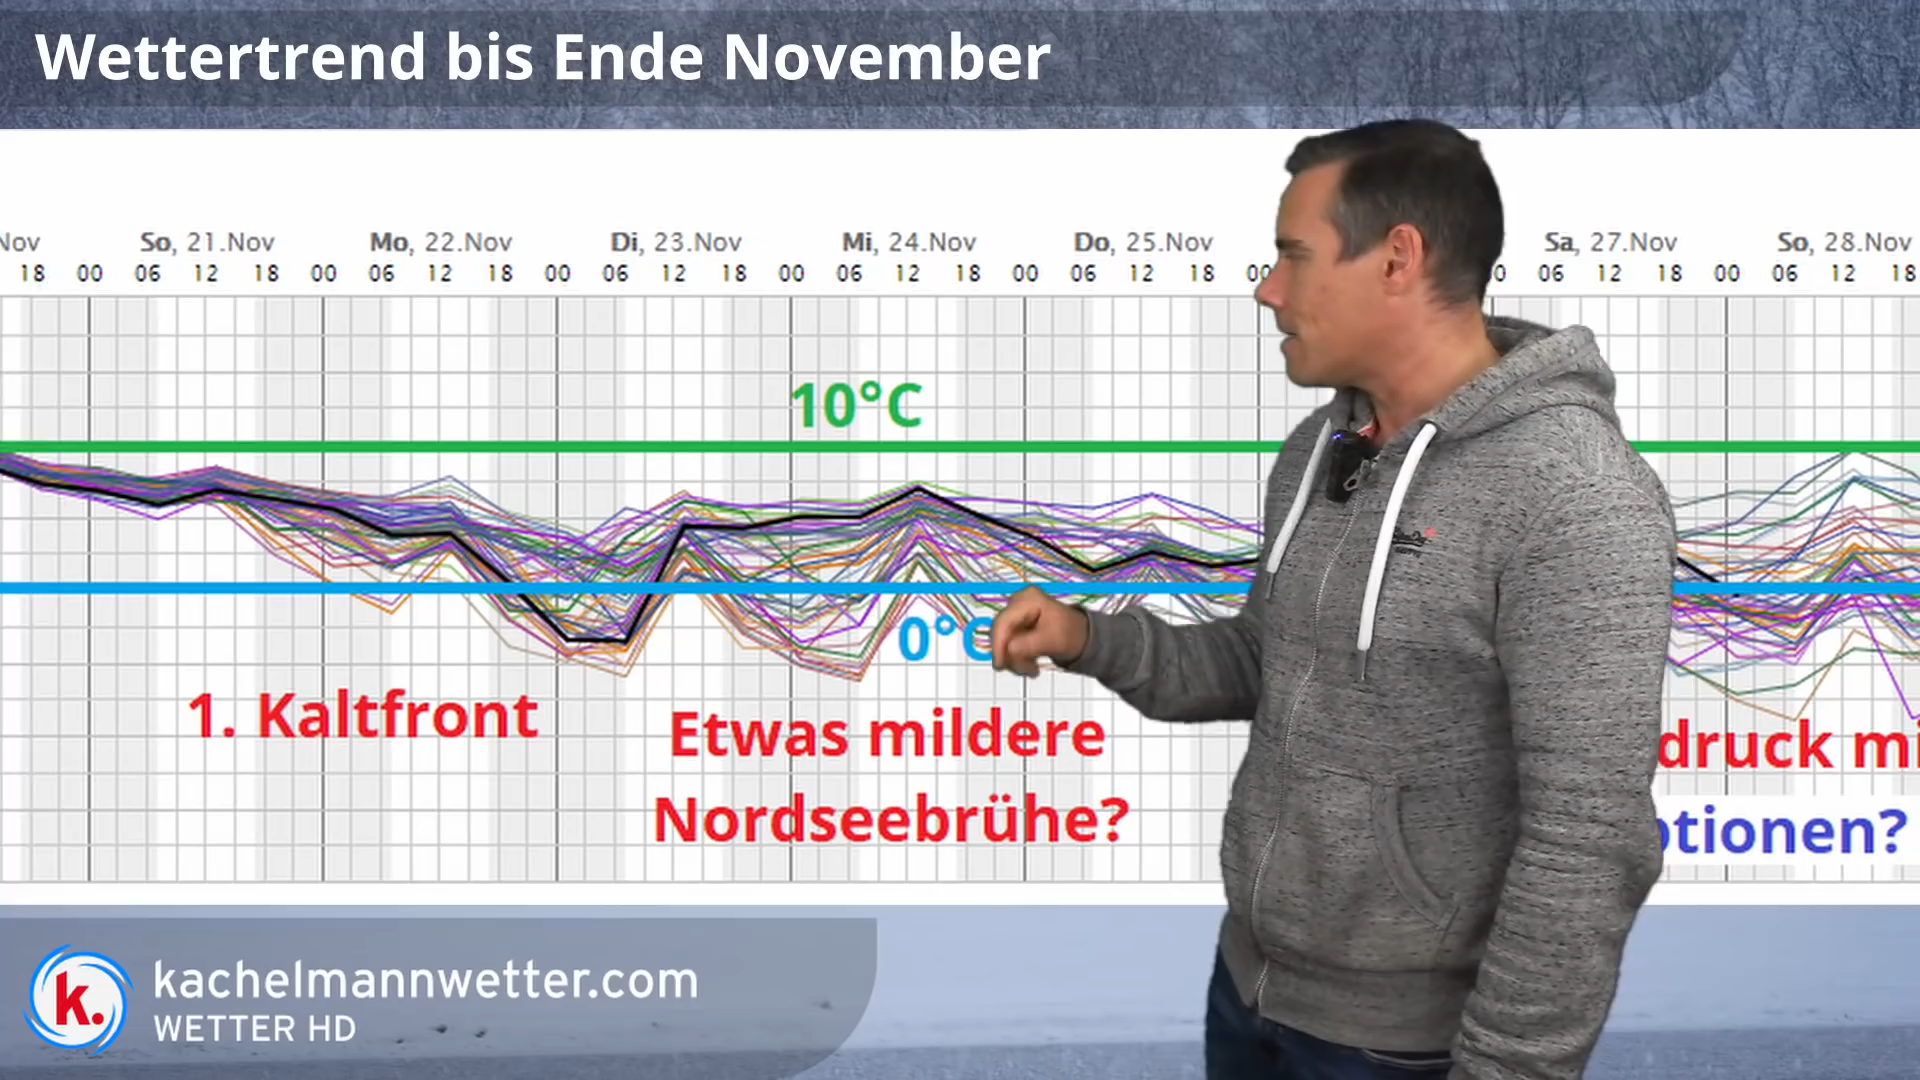 Wettertrend bis Ende November
Nov So, 21.Nov Mo, 22.Nov Di, 23.Nov Mi, 24.Nov Do, 25.Nov Sa, 27.Nov So, 28.Nov
18 00 06 12 18 00 06 12 18 00 06 12 18 00 06 12 18 00 06 12 18 00 06 12 18 00 06 12 18
10°C
0°C
1. Kaltfront
Etwas mildere
Nordseebrühe?
druck mi
ptionen?
k.
kachelmannwetter.com
WETTER HD